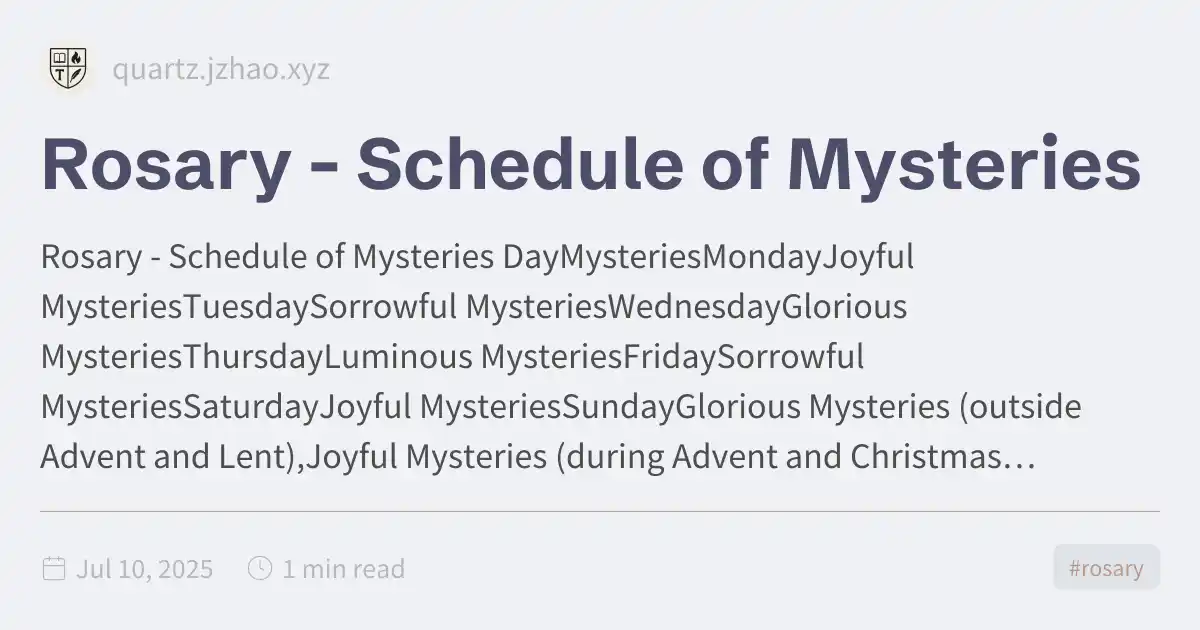 T
quartz.jzhao.xyz
Rosary - Schedule of Mysteries
Rosary - Schedule of Mysteries DayMysteriesMondayJoyful
MysteriesTuesdaySorrowful MysteriesWednesdayGlorious
MysteriesThursdayLuminous MysteriesFridaySorrowful
MysteriesSaturdayJoyful MysteriesSundayGlorious Mysteries (outside
Advent and Lent),Joyful Mysteries (during Advent and Christmas…
Jul 10, 2025 1 min read #rosary